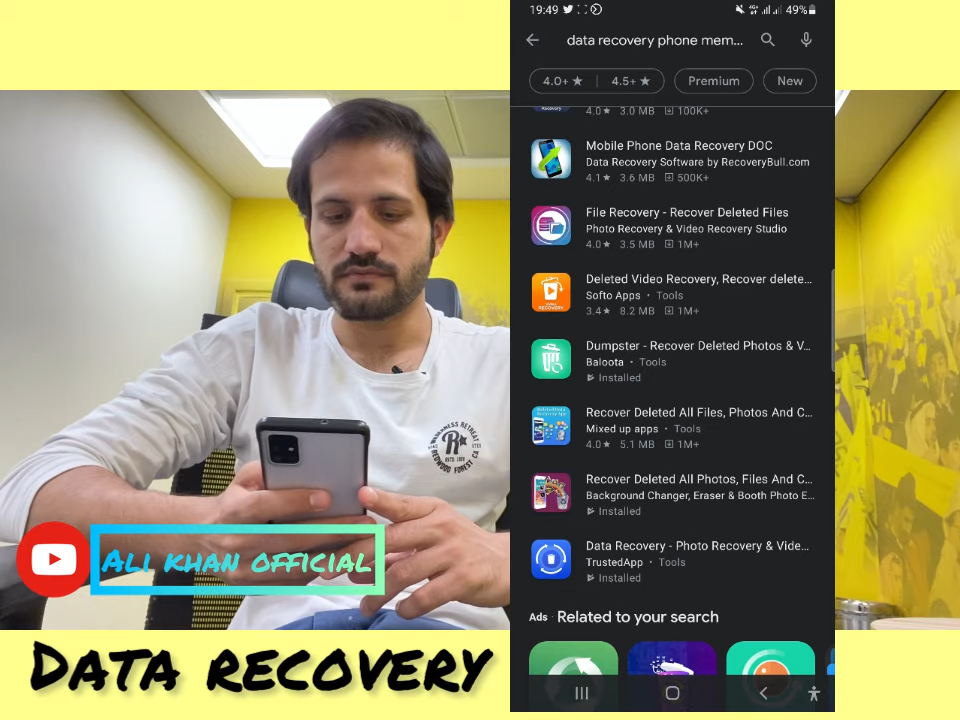 19:49
49%
data recovery phone mem...
4.0+ ★ 4.5+ ★ Premium New
Recovery
4.0★ 3.0 MB 100K+
Mobile Phone Data Recovery DOC
Data Recovery Software by RecoveryBull.com
4.1★ 3.6 MB 500K+
File Recovery - Recover Deleted Files
Photo Recovery & Video Recovery Studio
4.0★ 3.5 MB 1M+
Deleted Video Recovery, Recover delete...
Softo Apps • Tools
3.4★ 8.2 MB 1M+
Dumpster - Recover Deleted Photos & V...
Baloota • Tools
Installed
Recover Deleted All Files, Photos And C...
Mixed up apps • Tools
4.0★ 5.1 MB 1M+
Recover Deleted All Photos, Files And C...
Background Changer, Eraser & Booth Photo E...
Installed
Data Recovery - Photo Recovery & Vide...
TrustedApp • Tools
Installed
Ads · Related to your search
R
REDWOOD FOREST CA
ALI KHAN OFFICIAL
DATA RECOVERY